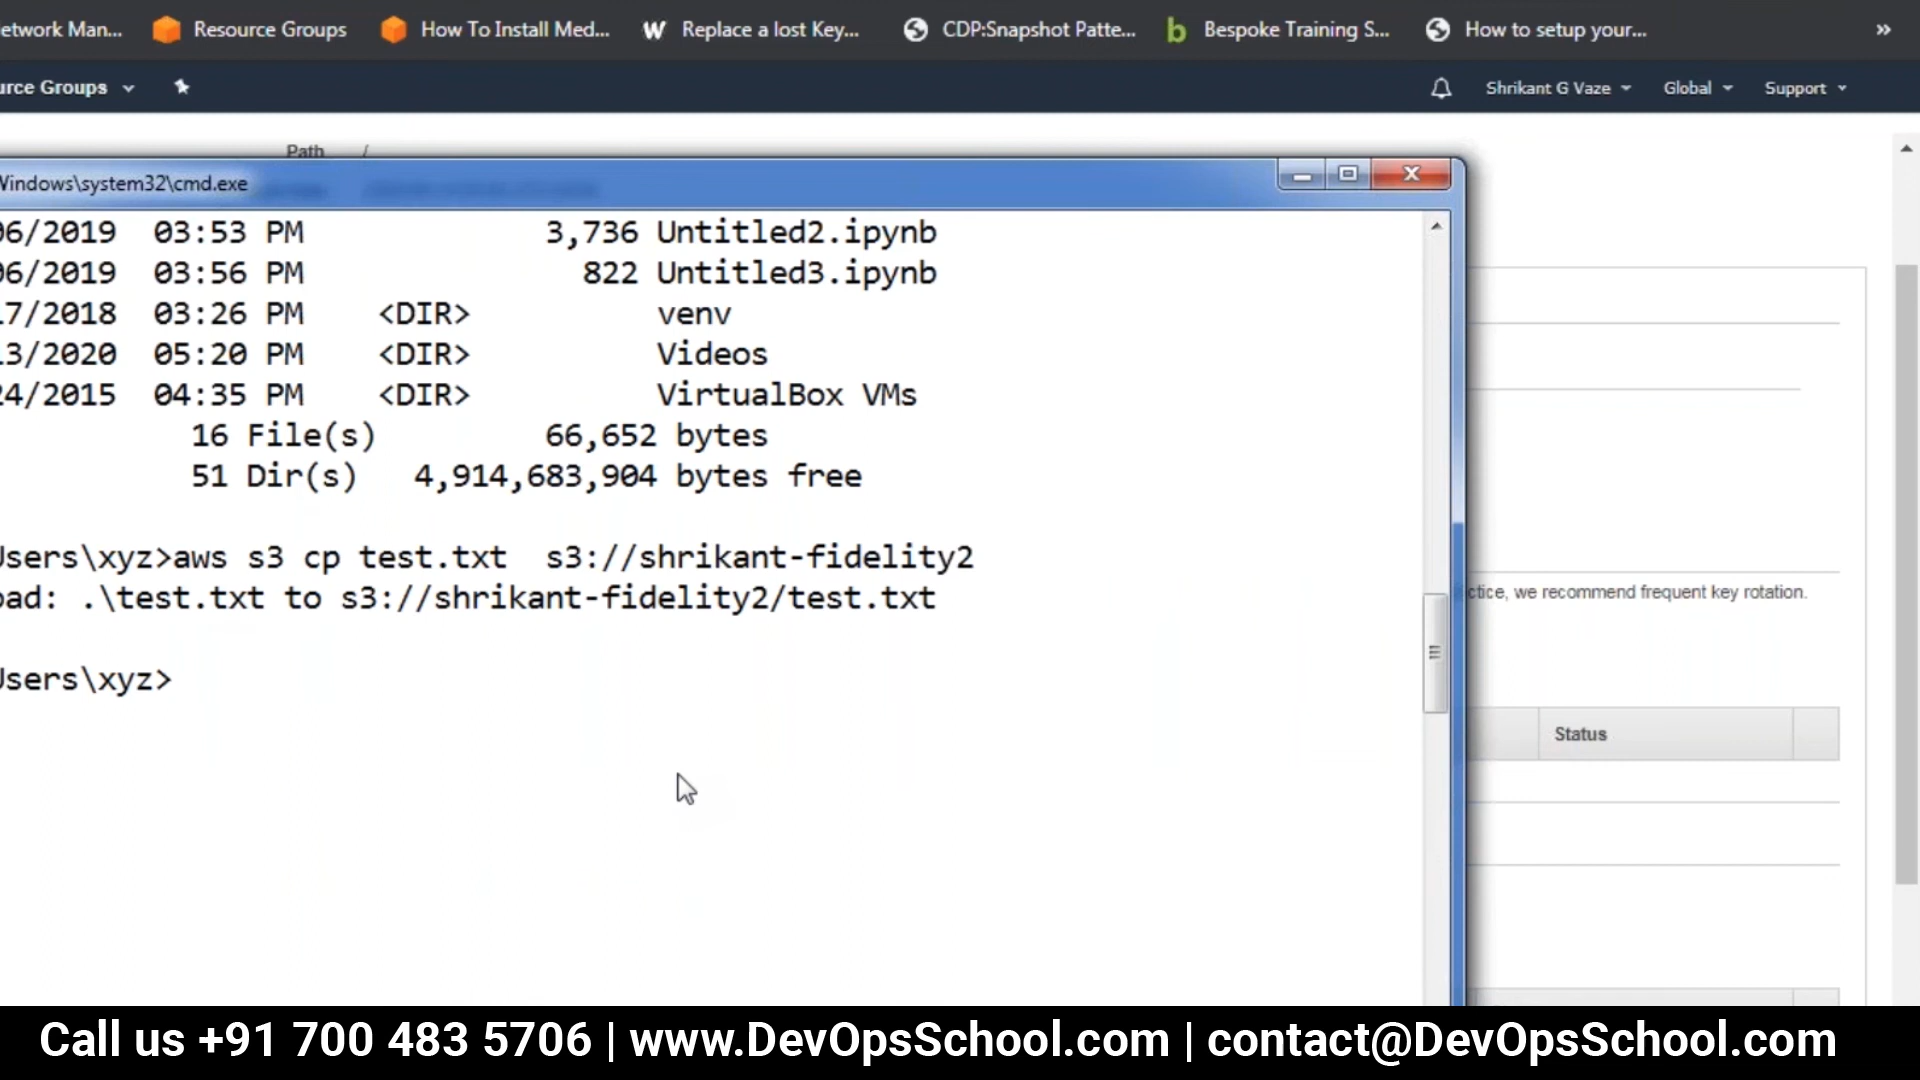 etwork Man... Resource Groups How To Install Med... W Replace a lost Key... CDP:Snapshot Patte... b Bespoke Training S... How to setup your... »
urce Groups Shrikant G Vaze Global Support
Path /
Windows\system32\cmd.exe
06/2019 03:53 PM 3,736 Untitled2.ipynb
06/2019 03:56 PM 822 Untitled3.ipynb
17/2018 03:26 PM <DIR> venv
13/2020 05:20 PM <DIR> Videos
24/2015 04:35 PM <DIR> VirtualBox VMs
16 File(s) 66,652 bytes
51 Dir(s) 4,914,683,904 bytes free
Users\xyz>aws s3 cp test.txt s3://shrikant-fidelity2
oad: .\test.txt to s3://shrikant-fidelity2/test.txt
ctice, we recommend frequent key rotation.
Users\xyz>
Status
Call us +91 700 483 5706 | www.DevOpsSchool.com | contact@DevOpsSchool.com